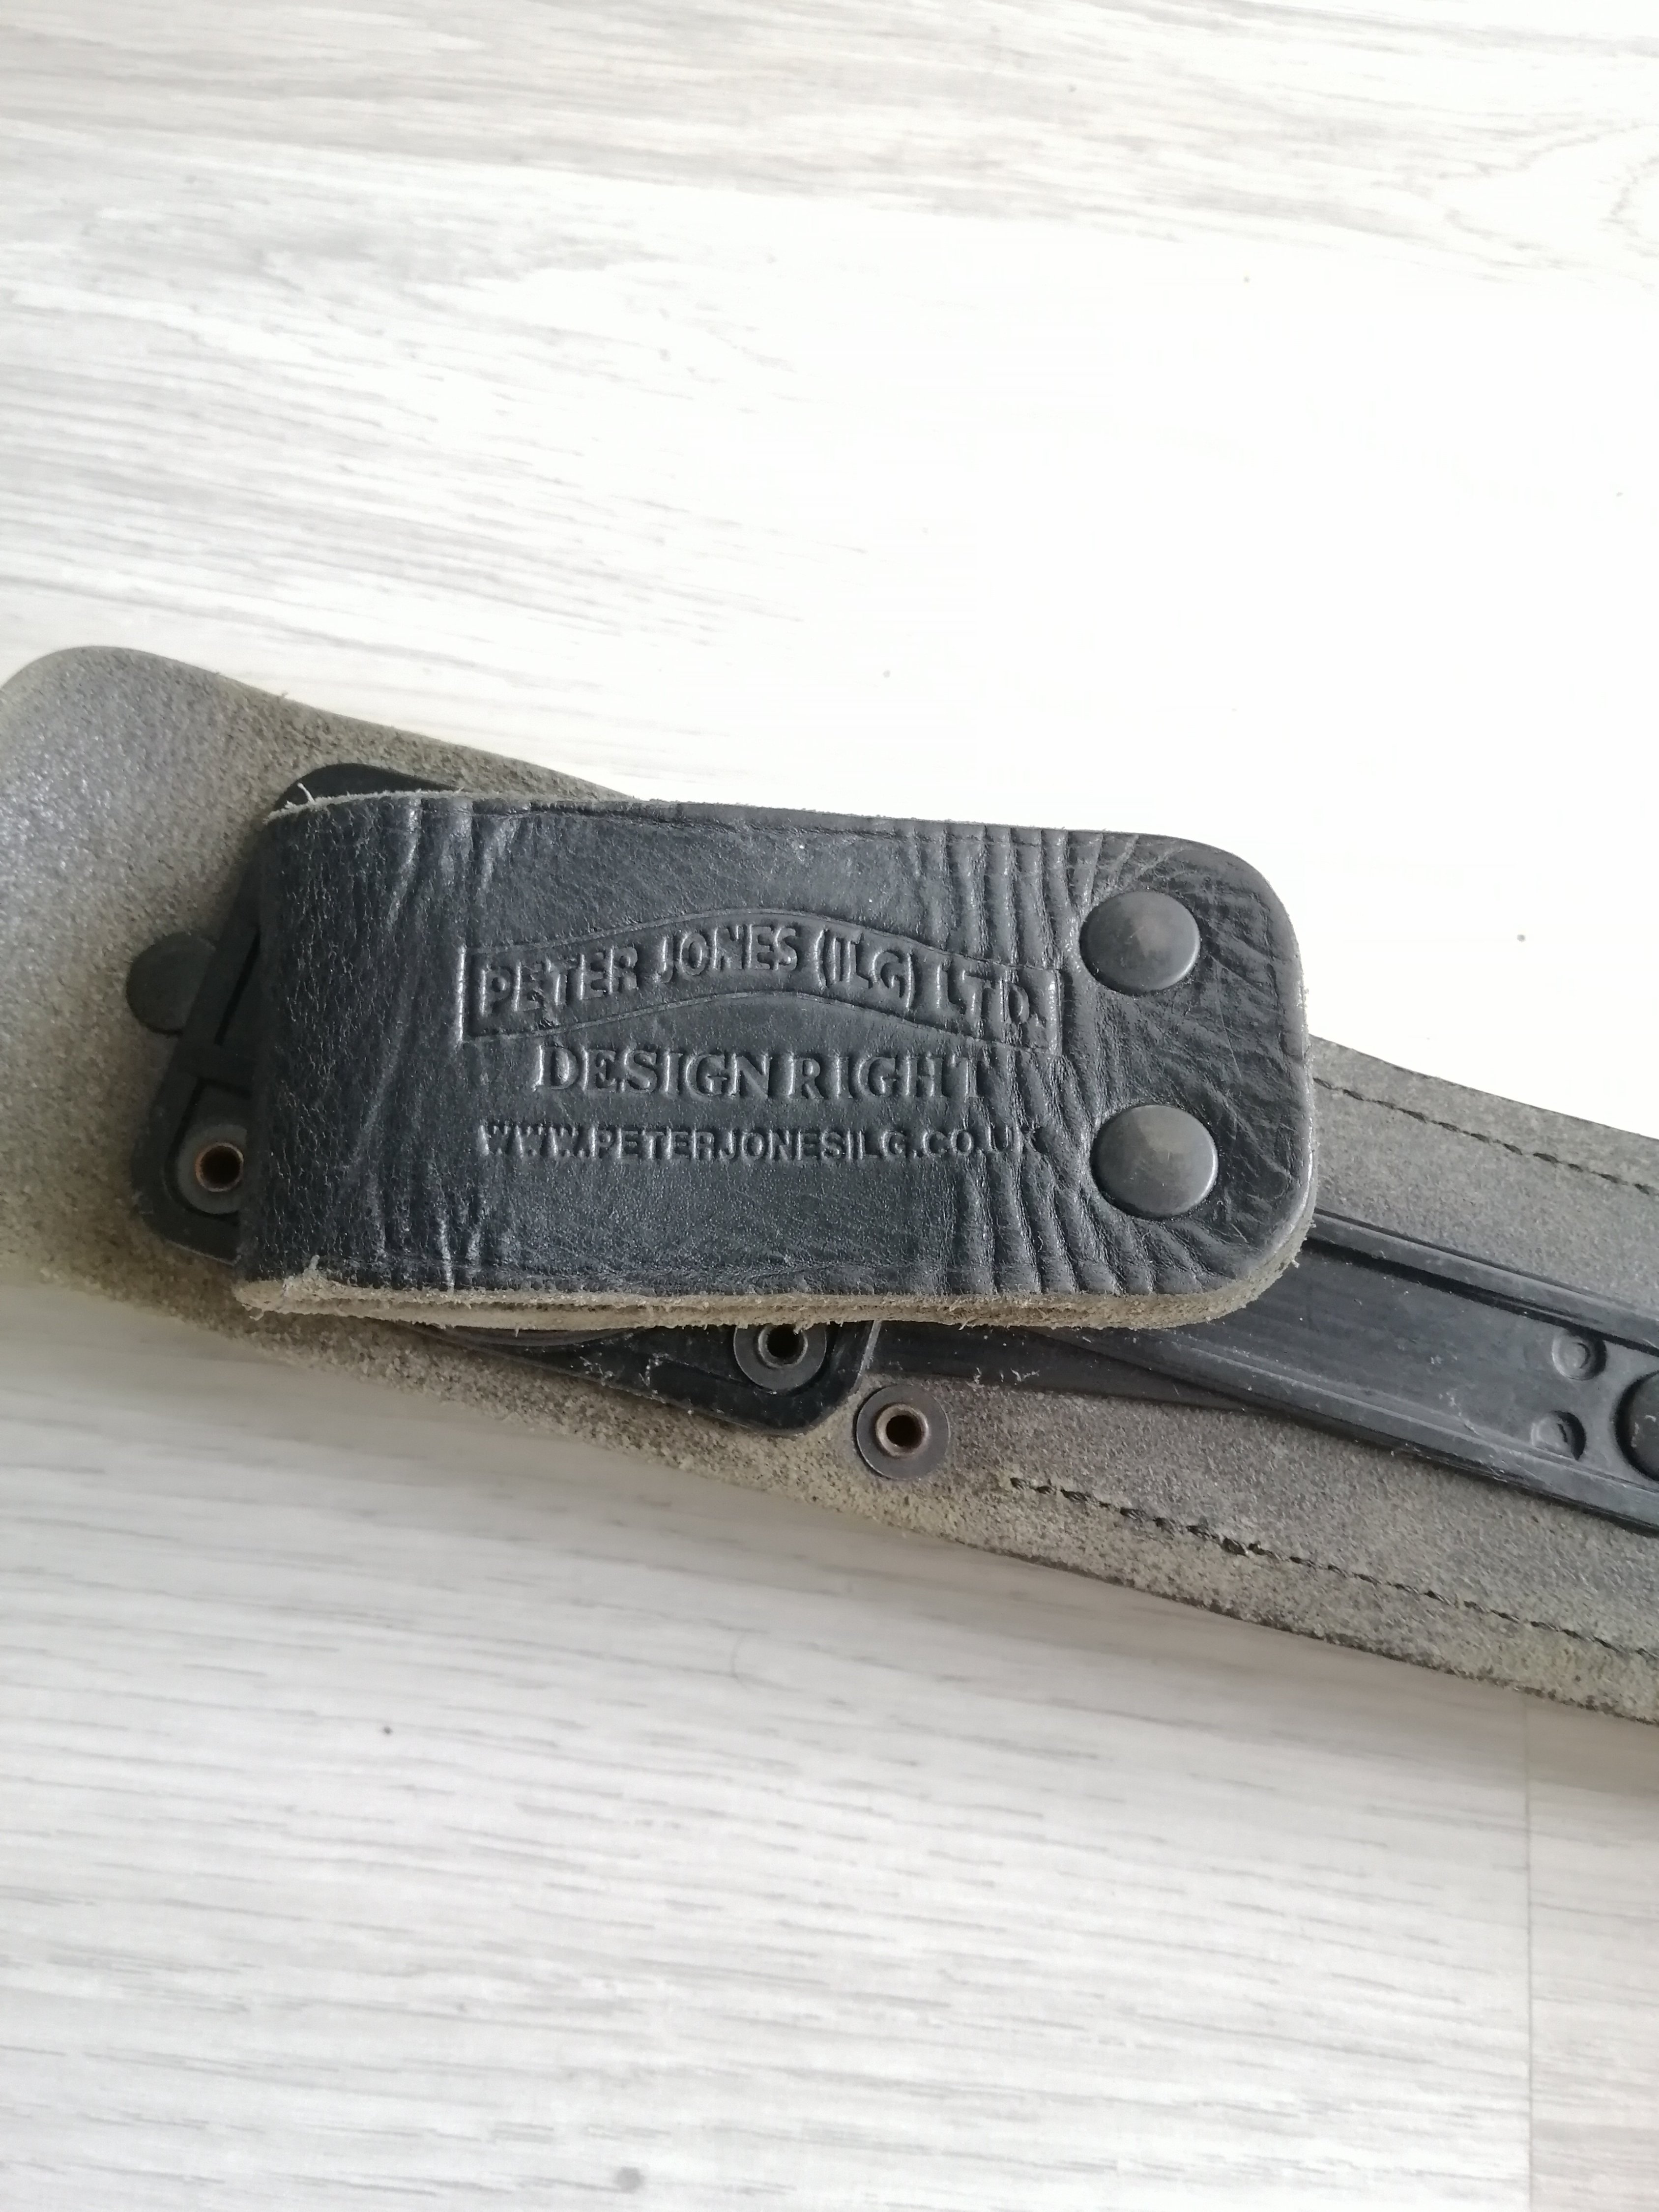 PETER JONES (ILG) LTD.
DESIGN RIGHT
WWW.PETERJONESILG.CO.UK